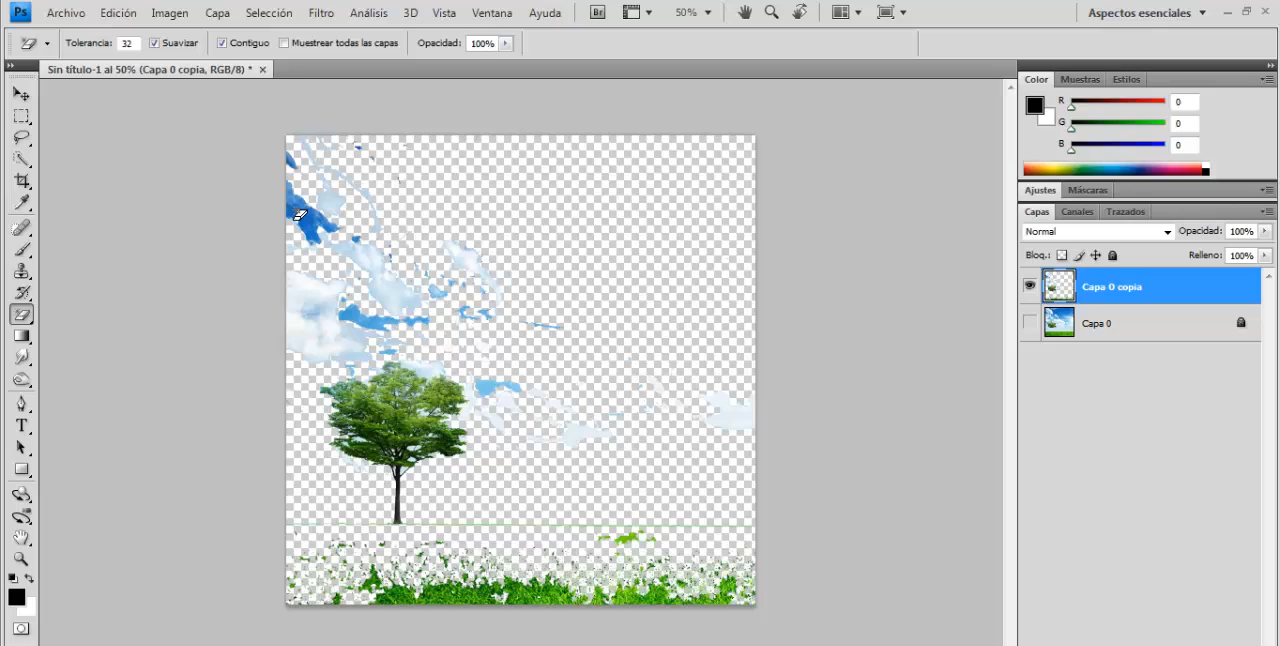 Ps Archivo Edición Imagen Capa Selección Filtro Análisis 3D Vista Ventana Ayuda Br 50% Aspectos esenciales
Tolerancia: 32 Suavizar Contiguo Muestrear todas las capas Opacidad: 100%
Sin título-1 al 50% (Capa 0 copia, RGB/8) * ×
Color Muestras Estilos
R 0
G 0
B 0
Ajustes Máscaras
Capas Canales Trazados
Normal Opacidad: 100%
Bloq.: Relleno: 100%
Capa 0 copia
Capa 0
T